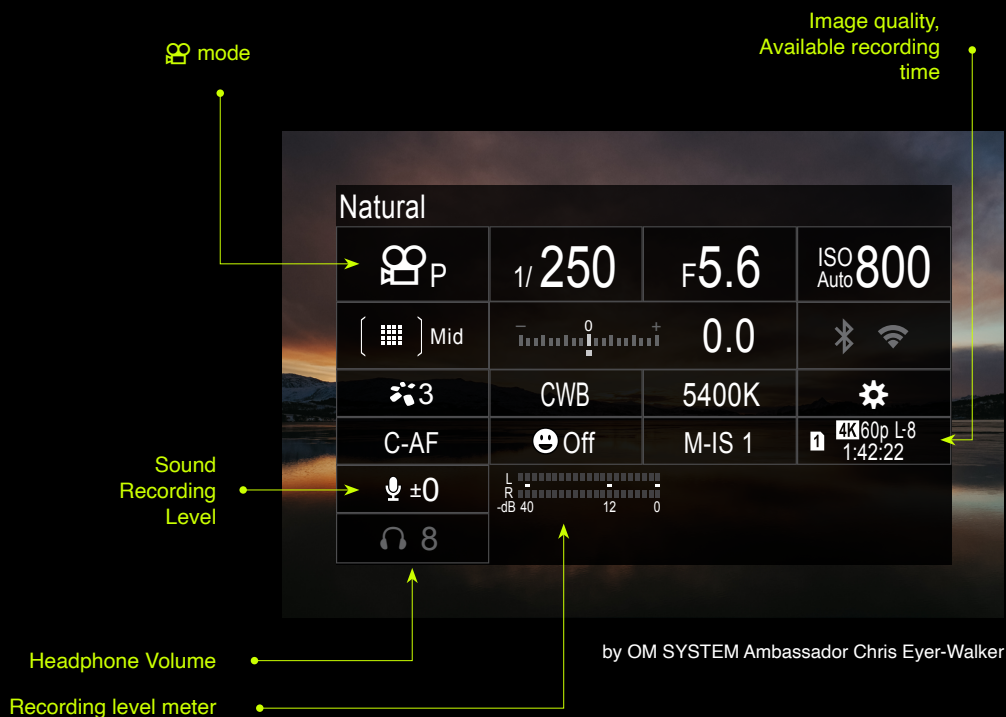 Image quality,
Available recording
time
mode
Natural
P
1/250
F5.6
ISO Auto 800
Mid
− 0 +
0.0
3
CWB
5400K
C-AF
Off
M-IS 1
1
4K 60p L-8
1:42:22
Sound
Recording
Level
±0
L
R
-dB 40 12 0
8
Headphone Volume
by OM SYSTEM Ambassador Chris Eyer-Walker
Recording level meter